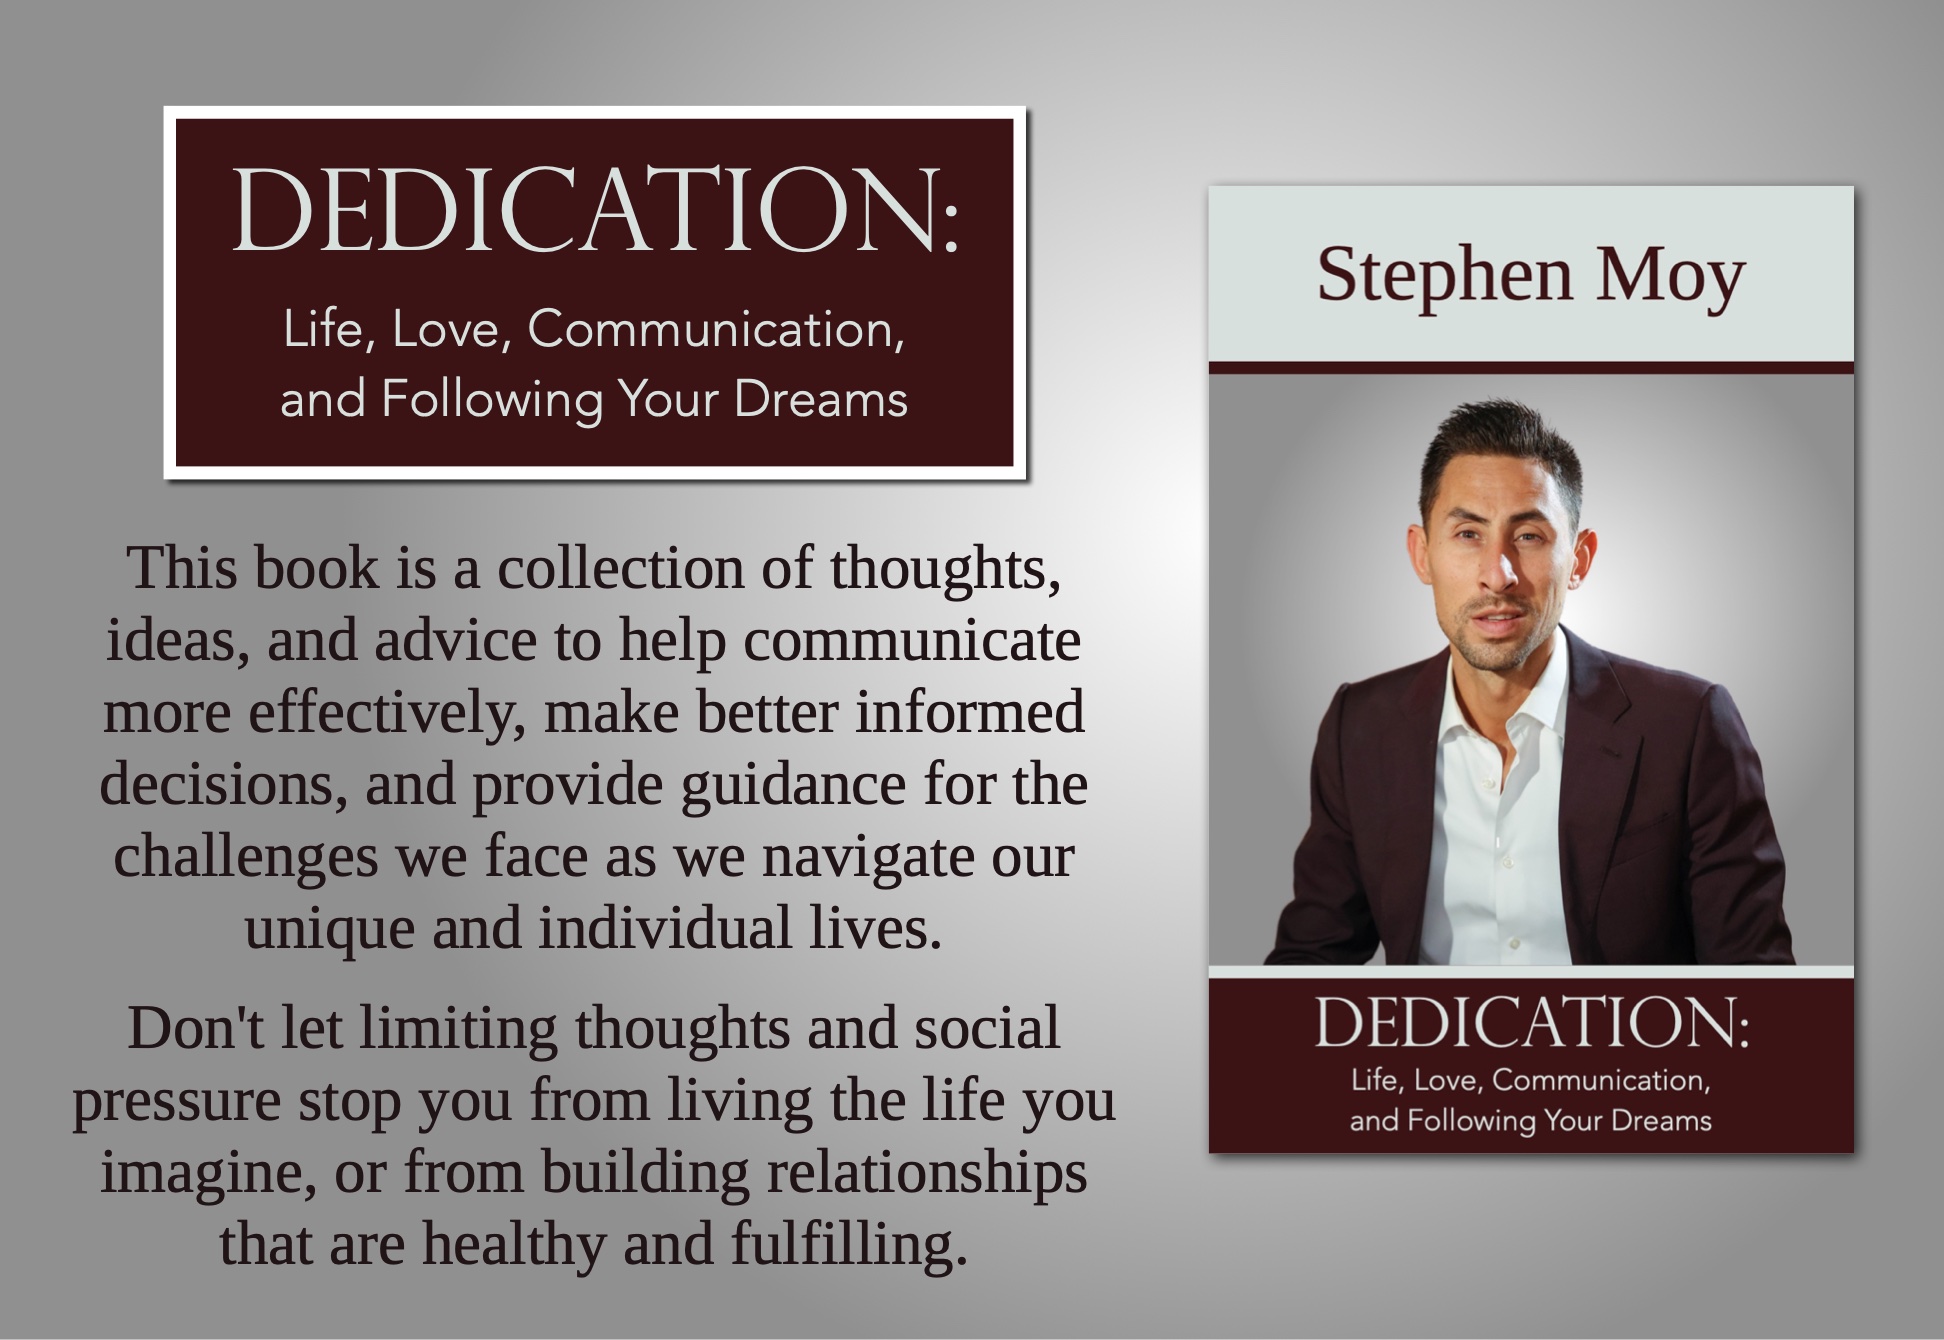 DEDICATION:
Life, Love, Communication,
and Following Your Dreams
This book is a collection of thoughts,
ideas, and advice to help communicate
more effectively, make better informed
decisions, and provide guidance for the
challenges we face as we navigate our
unique and individual lives.
Don't let limiting thoughts and social
pressure stop you from living the life you
imagine, or from building relationships
that are healthy and fulfilling.
Stephen Moy
DEDICATION:
Life, Love, Communication,
and Following Your Dreams